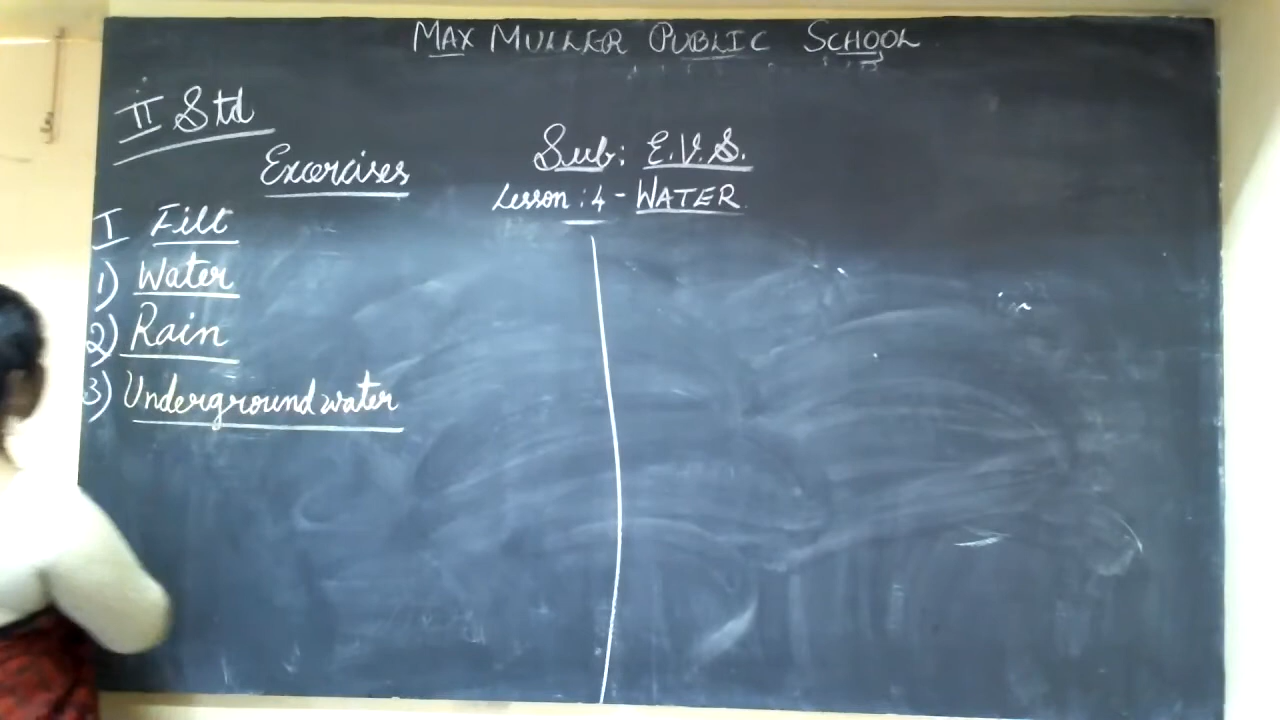 MAX MULLER PUBLIC SCHOOL
II Std
Sub: E.V.S.
Exercises
Lesson: 4 - WATER
I Fill
1) Water
2) Rain
3) Underground water